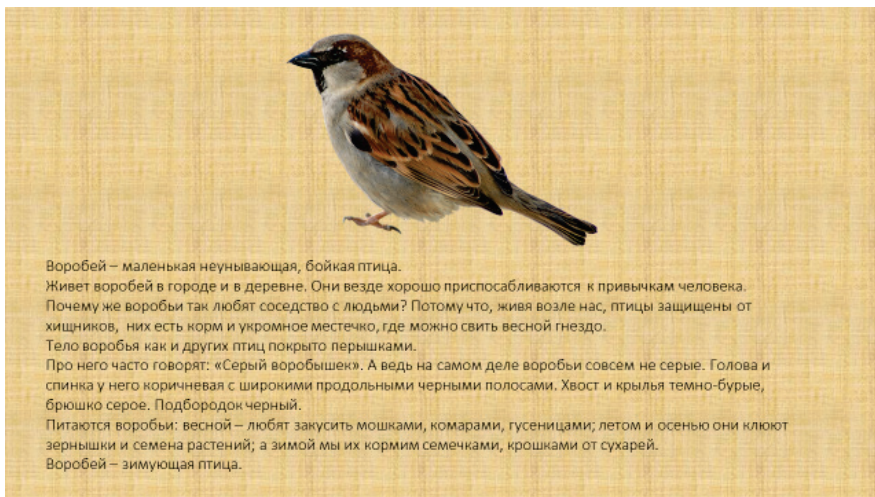 Воробей – маленькая неунывающая, бойкая птица.
Живет воробей в городе и в деревне. Они везде хорошо приспосабливаются к привычкам человека.
Почему же воробьи так любят соседство с людьми? Потому что, живя возле нас, птицы защищены от
хищников, них есть корм и укромное местечко, где можно свить весной гнездо.
Тело воробья как и других птиц покрыто перышками.
Про него часто говорят: «Серый воробышек». А ведь на самом деле воробьи совсем не серые. Голова и
спинка у него коричневая с широкими продольными черными полосами. Хвост и крылья темно-бурые,
брюшко серое. Подбородок черный.
Питаются воробьи: весной – любят закусить мошками, комарами, гусеницами; летом и осенью они клюют
зернышки и семена растений; а зимой мы их кормим семечками, крошками от сухарей.
Воробей – зимующая птица.